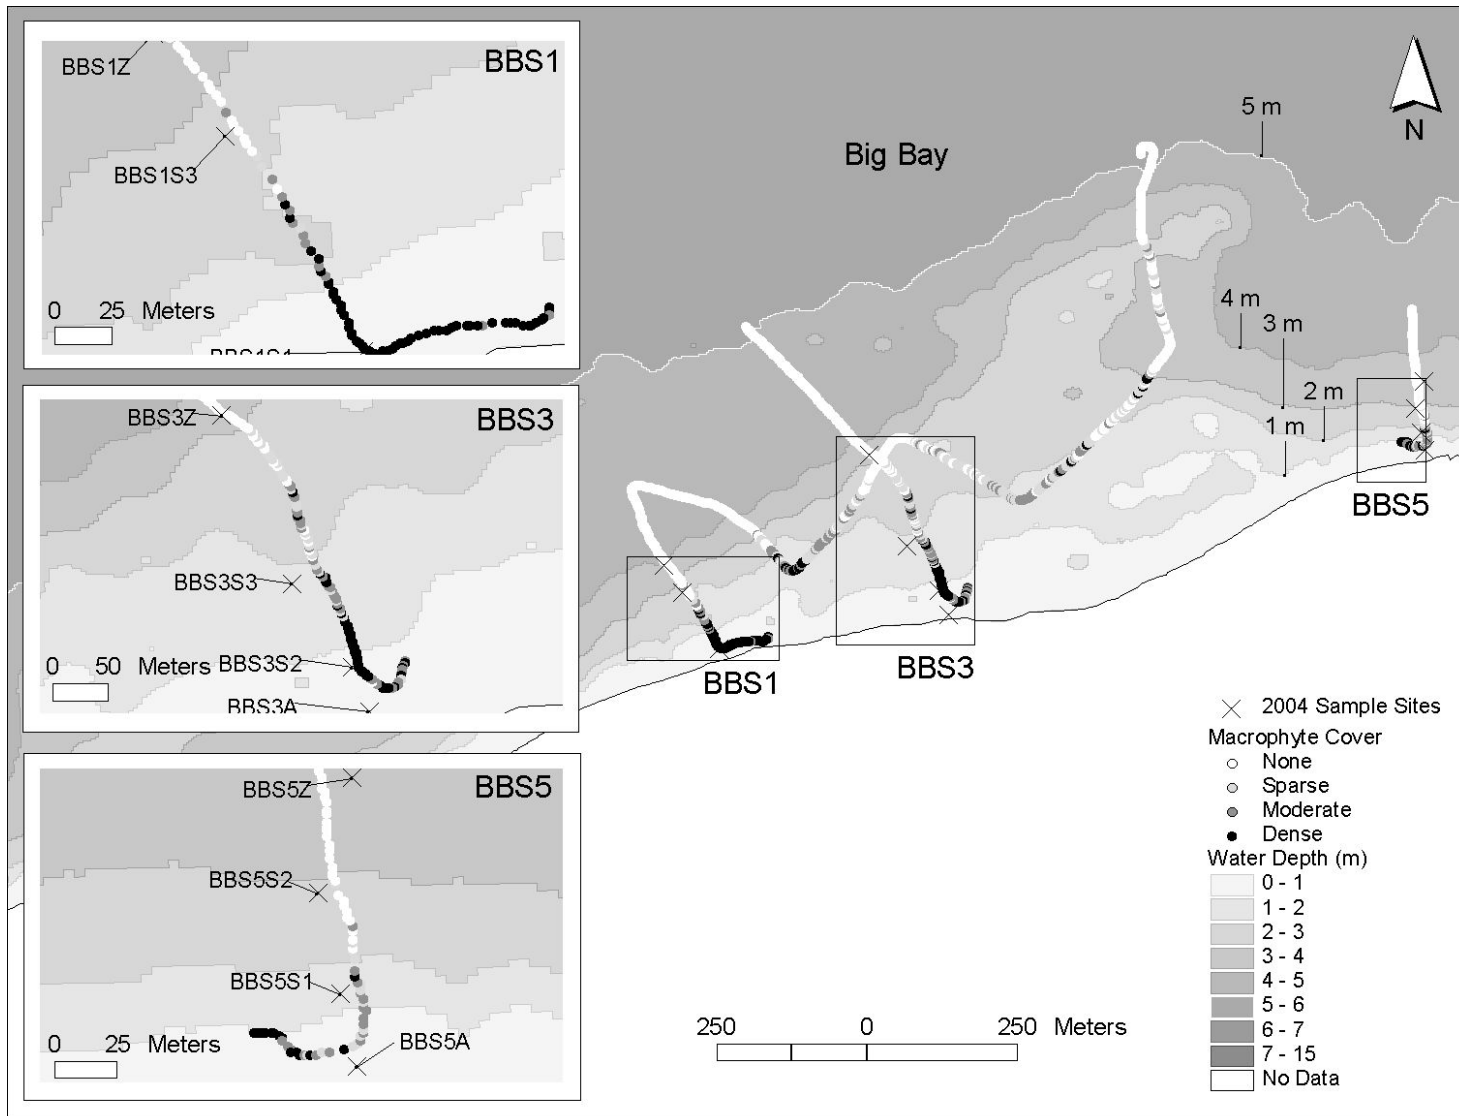 BBS1
BBS1Z
BBS1S3
0 25 Meters
BBS1S1
BBS3
BBS3Z
BBS3S3
BBS3S2
0 50 Meters
BBS3A
BBS5
BBS5Z
BBS5S2
BBS5S1
BBS5A
0 25 Meters
Big Bay
5 m
N
4 m
3 m
2 m
1 m
BBS1
BBS3
BBS5
2004 Sample Sites
Macrophyte Cover
None
Sparse
Moderate
Dense
Water Depth (m)
0 - 1
1 - 2
2 - 3
3 - 4
4 - 5
5 - 6
6 - 7
7 - 15
No Data
250 0 250 Meters